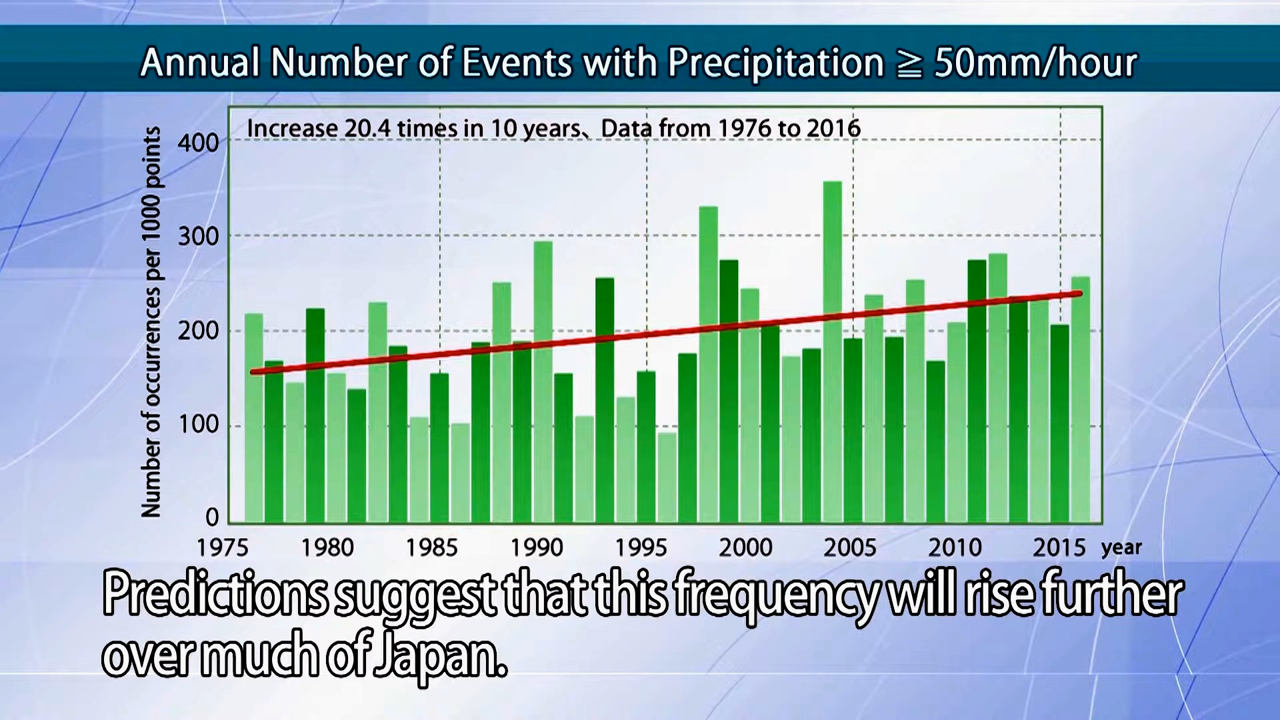 Annual Number of Events with Precipitation ≧ 50mm/hour
Increase 20.4 times in 10 years、Data from 1976 to 2016
Number of occurrences per 1000 points
400
300
200
100
0
1975 1980 1985 1990 1995 2000 2005 2010 2015 year
Predictions suggest that this frequency will rise further
over much of Japan.